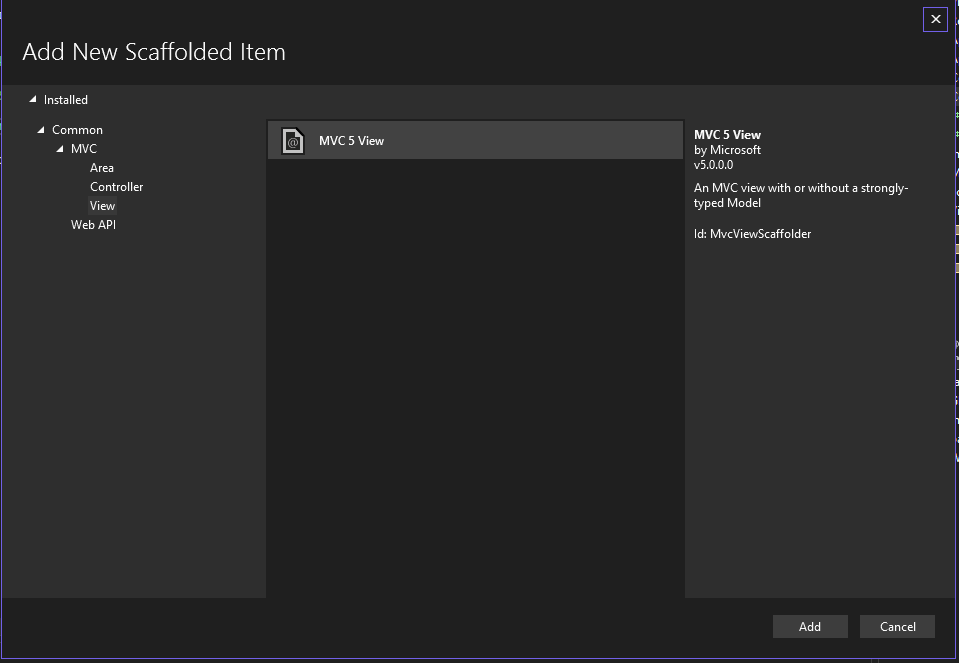 Add New Scaffolded Item
Installed
Common
MVC
Area
Controller
View
Web API
MVC 5 View
MVC 5 View
by Microsoft
v5.0.0.0
An MVC view with or without a strongly-
typed Model
Id: MvcViewScaffolder
Add
Cancel